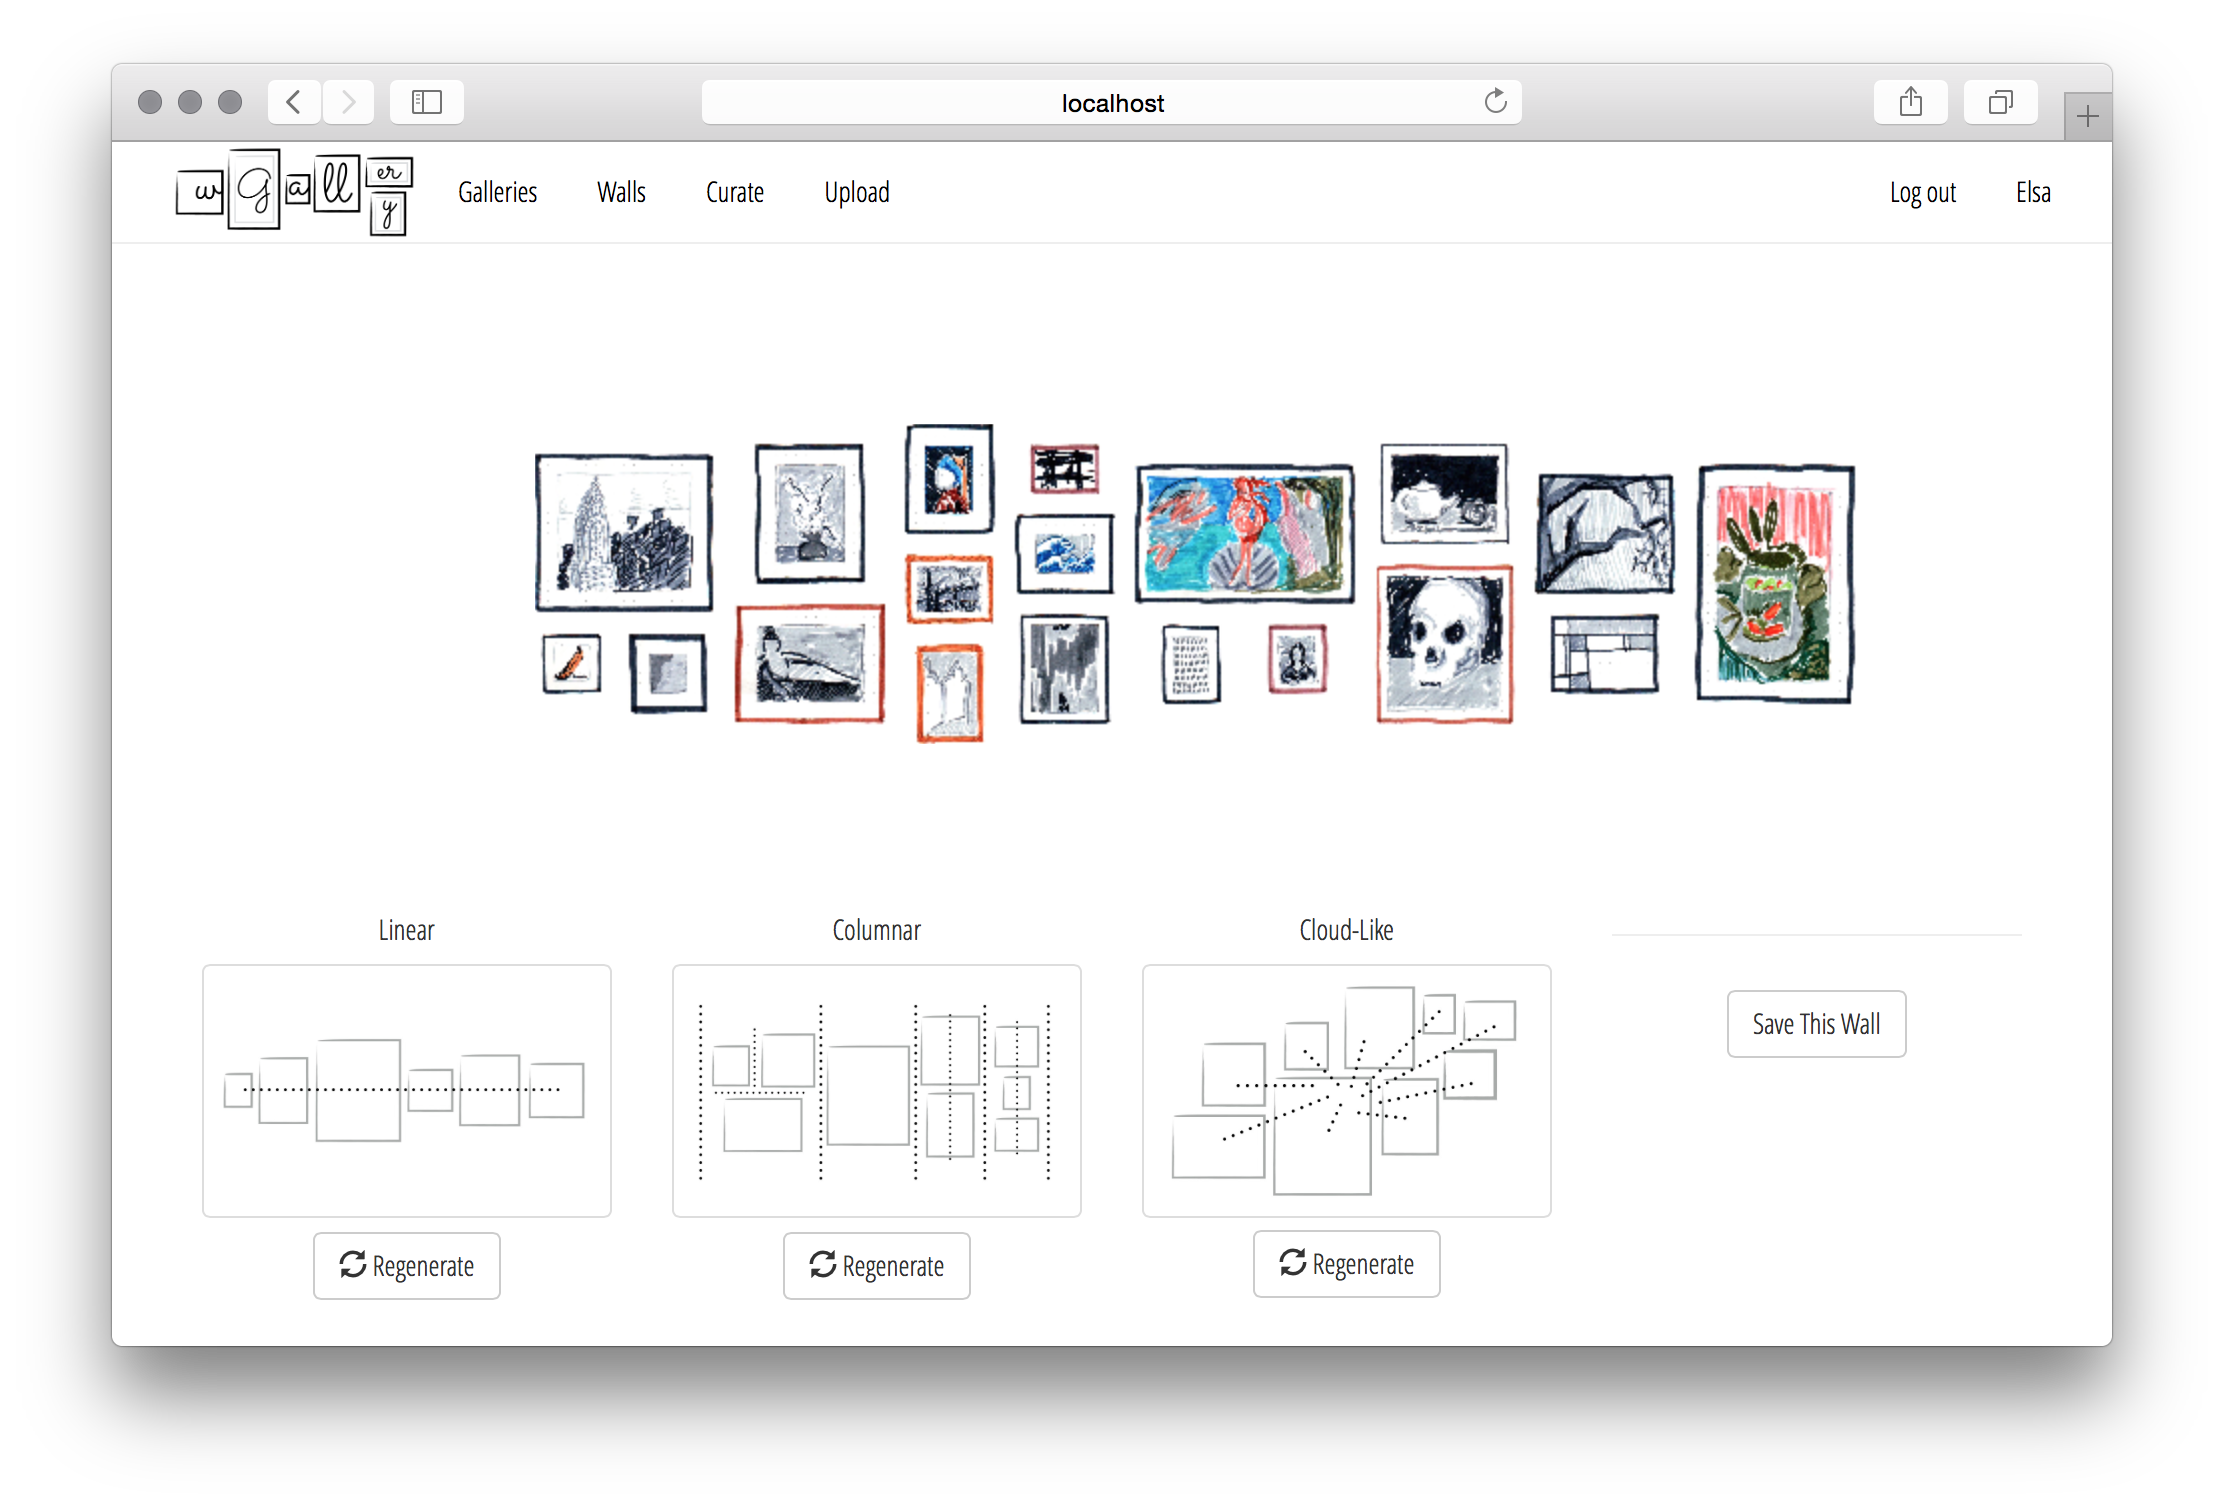 localhost
w G a ll er y
Galleries Walls Curate Upload Log out Elsa
Linear Columnar Cloud-Like
Save This Wall
Regenerate Regenerate Regenerate